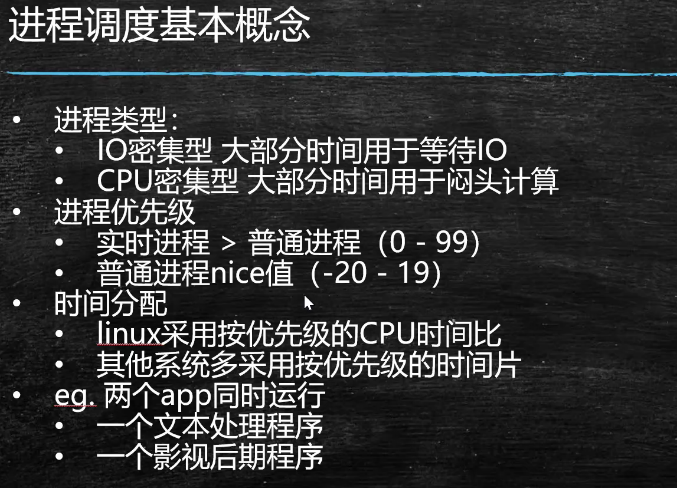 进程调度基本概念
• 进程类型：
• IO密集型 大部分时间用于等待IO
• CPU密集型 大部分时间用于闷头计算
• 进程优先级
• 实时进程 > 普通进程（0 - 99）
• 普通进程nice值（-20 - 19）
• 时间分配
• linux采用按优先级的CPU时间比
• 其他系统多采用按优先级的时间片
• eg. 两个app同时运行
• 一个文本处理程序
• 一个影视后期程序